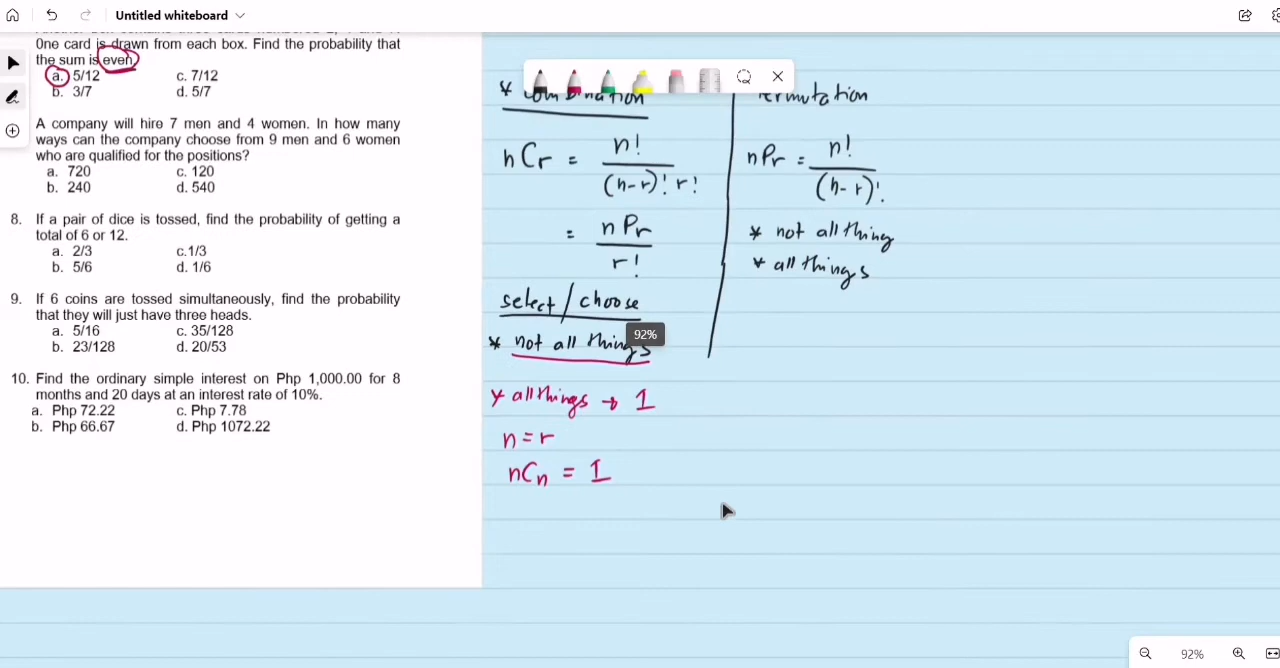 Untitled whiteboard
One card is drawn from each box. Find the probability that
the sum is even.
a. 5/12 c. 7/12
b. 3/7 d. 5/7
A company will hire 7 men and 4 women. In how many
ways can the company choose from 9 men and 6 women
who are qualified for the positions?
a. 720 c. 120
b. 240 d. 540
8. If a pair of dice is tossed, find the probability of getting a
total of 6 or 12.
a. 2/3 c.1/3
b. 5/6 d. 1/6
9. If 6 coins are tossed simultaneously, find the probability
that they will just have three heads.
a. 5/16 c. 35/128
b. 23/128 d. 20/53
10. Find the ordinary simple interest on Php 1,000.00 for 8
months and 20 days at an interest rate of 10%.
a. Php 72.22 c. Php 7.78
b. Php 66.67 d. Php 1072.22
* Combination
nCr = n! / (n-r)! r!
= nPr / r!
select / choose
* not all things
* all things → 1
n = r
nCn = 1
Permutation
nPr = n! / (n-r)!
* not all thing
* all things
92%
92%